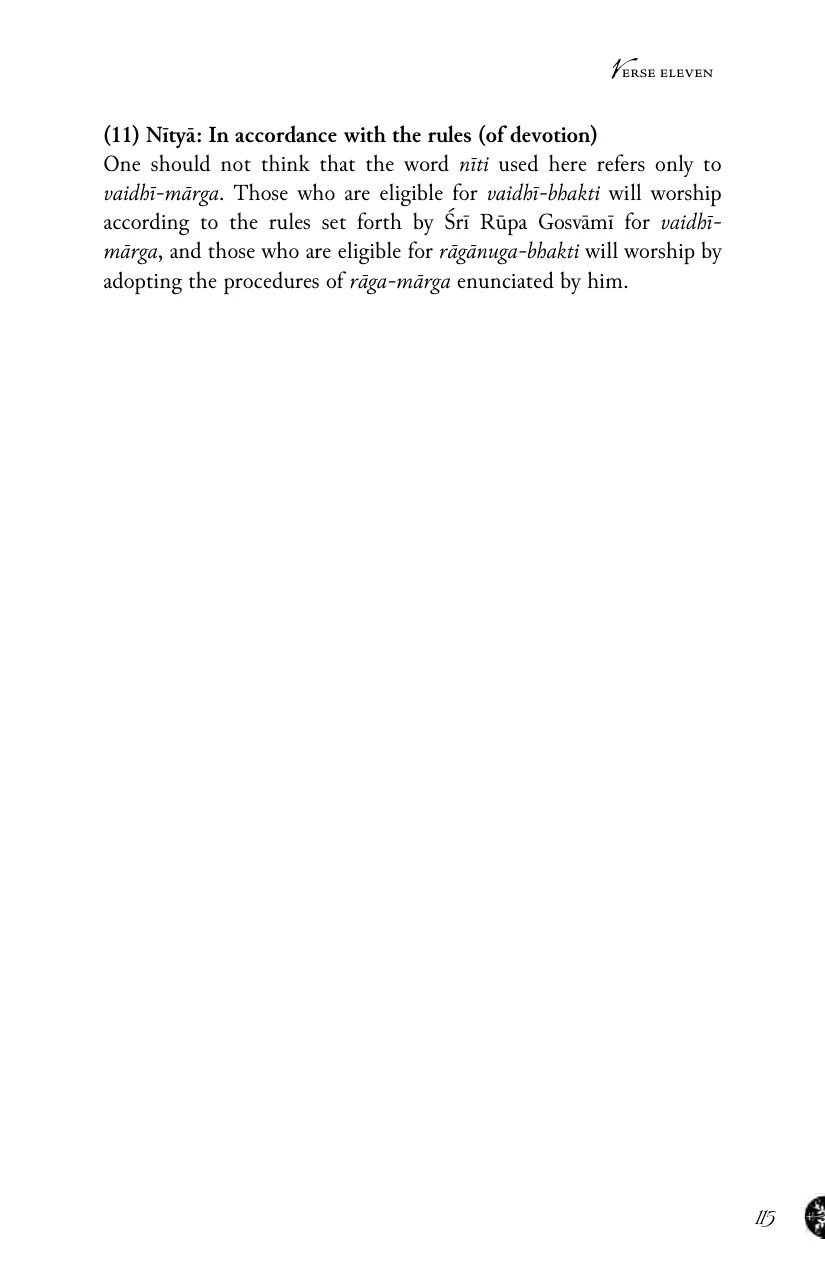 VERSE ELEVEN
(11) Nītyā: In accordance with the rules (of devotion)
One should not think that the word nīti used here refers only to
vaidhī-mārga. Those who are eligible for vaidhī-bhakti will worship
according to the rules set forth by Śrī Rūpa Gosvāmī for vaidhī-
mārga, and those who are eligible for rāgānuga-bhakti will worship by
adopting the procedures of rāga-mārga enunciated by him.
115